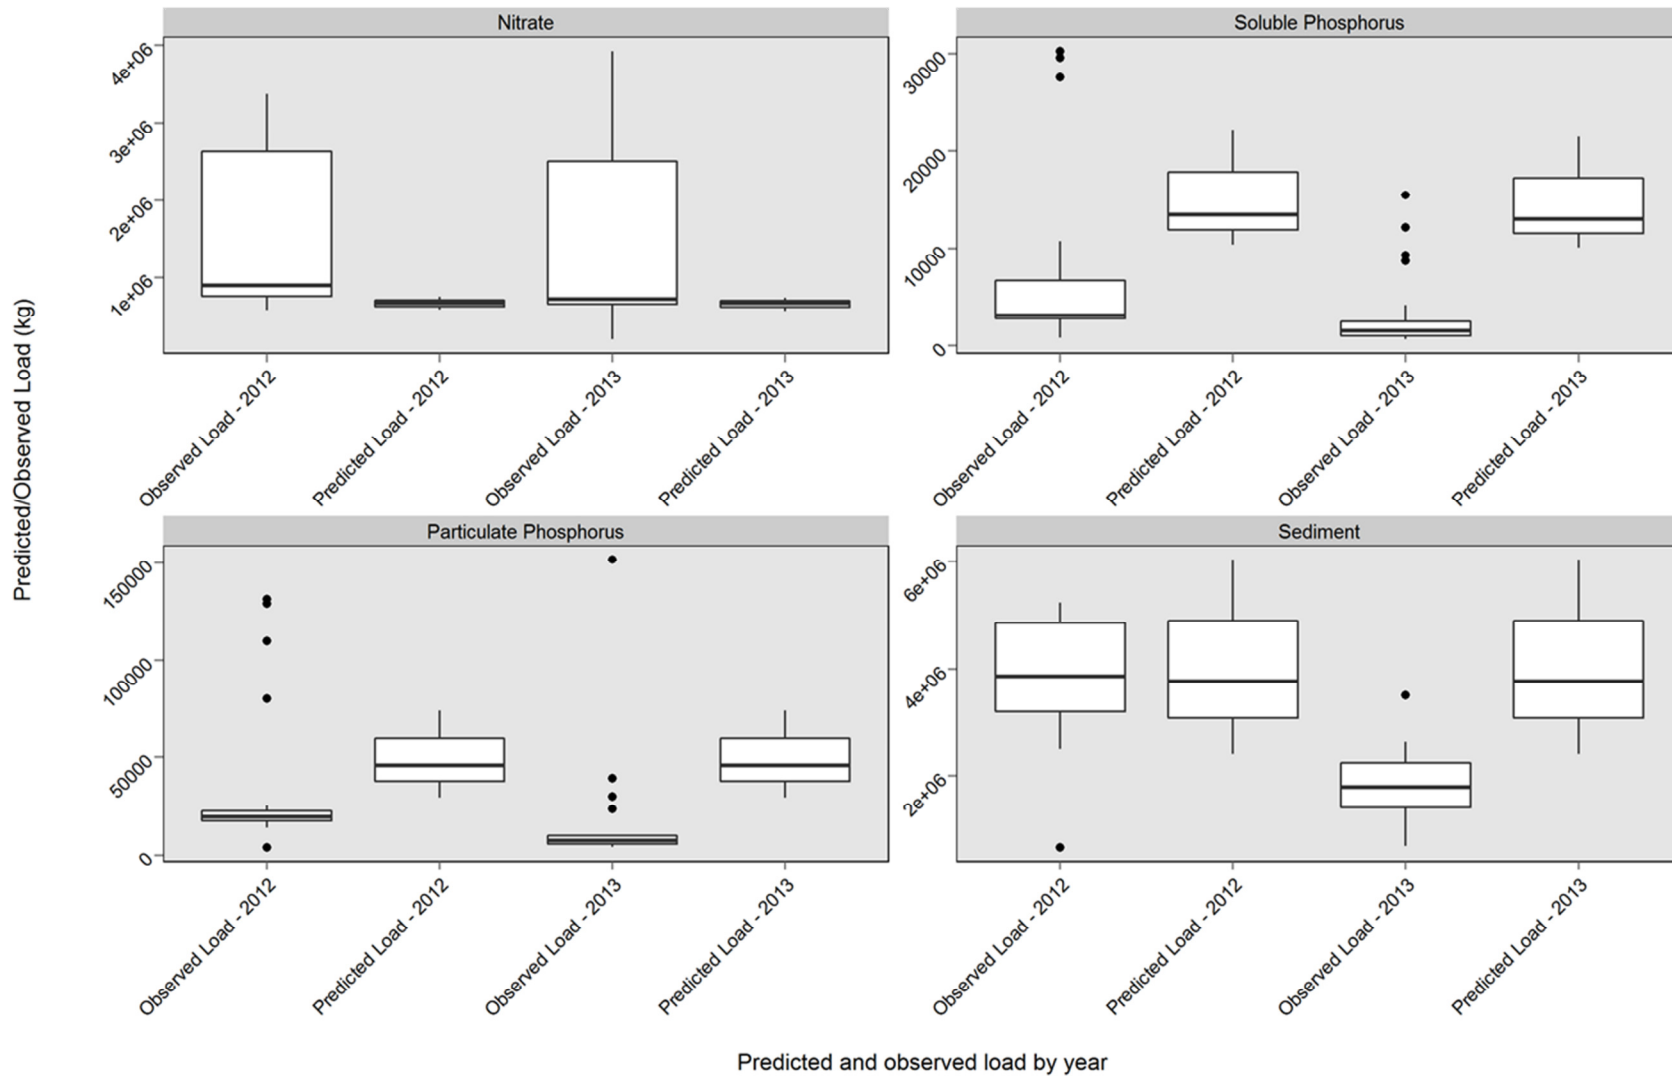 Nitrate
Soluble Phosphorus
4e+06
3e+06
2e+06
1e+06
30000
20000
10000
0
Observed Load - 2012
Predicted Load - 2012
Observed Load - 2013
Predicted Load - 2013
Observed Load - 2012
Predicted Load - 2012
Observed Load - 2013
Predicted Load - 2013
Predicted/Observed Load (kg)
Particulate Phosphorus
Sediment
150000
100000
50000
0
6e+06
4e+06
2e+06
Observed Load - 2012
Predicted Load - 2012
Observed Load - 2013
Predicted Load - 2013
Observed Load - 2012
Predicted Load - 2012
Observed Load - 2013
Predicted Load - 2013
Predicted and observed load by year